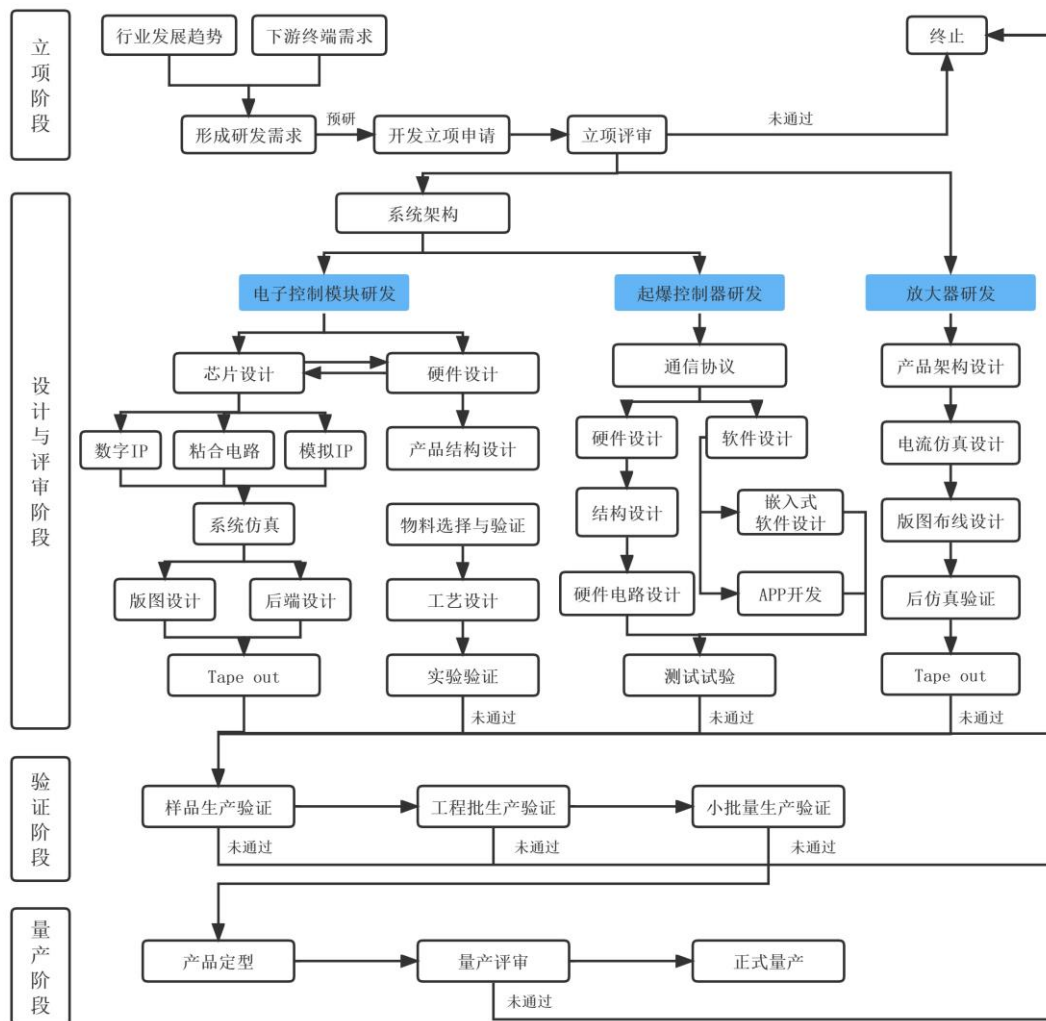 立项阶段
行业发展趋势
下游终端需求
终止
形成研发需求
预研
开发立项申请
立项评审
未通过
设计与评审阶段
系统架构
电子控制模块研发
起爆控制器研发
放大器研发
芯片设计
硬件设计
通信协议
产品架构设计
数字IP
粘合电路
模拟IP
产品结构设计
硬件设计
软件设计
电流仿真设计
系统仿真
物料选择与验证
结构设计
嵌入式
软件设计
版图布线设计
版图设计
后端设计
工艺设计
硬件电路设计
APP开发
后仿真验证
Tape out
实验验证
测试试验
Tape out
未通过
未通过
未通过
验证阶段
样品生产验证
工程批生产验证
小批量生产验证
未通过
未通过
未通过
量产阶段
产品定型
量产评审
正式量产
未通过